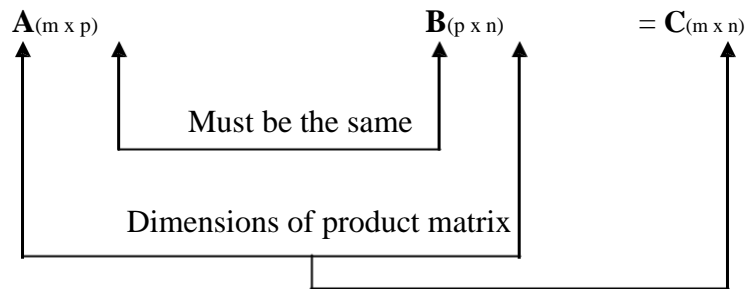 A(m x p) B(p x n) = C(m x n)
Must be the same
Dimensions of product matrix